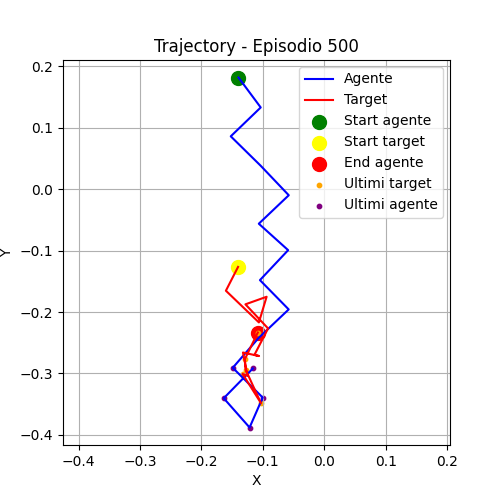 Trajectory - Episodio 500
Y
0.2
0.1
0.0
−0.1
−0.2
−0.3
−0.4
Agente
Target
Start agente
Start target
End agente
Ultimi target
Ultimi agente
−0.4 −0.3 −0.2 −0.1 0.0 0.1 0.2
X